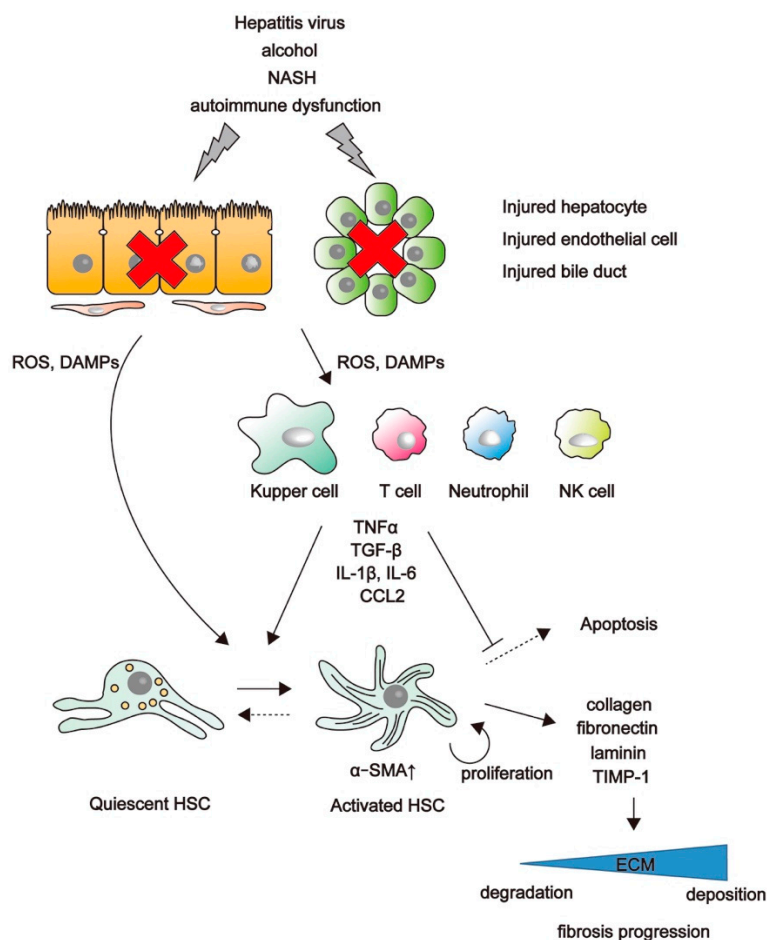 Hepatitis virus
alcohol
NASH
autoimmune dysfunction
Injured hepatocyte
Injured endothelial cell
Injured bile duct
ROS, DAMPs
ROS, DAMPs
Kupper cell
T cell
Neutrophil
NK cell
TNFα
TGF-β
IL-1β, IL-6
CCL2
Apoptosis
collagen
fibronectin
laminin
TIMP-1
α-SMA↑
proliferation
Quiescent HSC
Activated HSC
ECM
degradation
deposition
fibrosis progression